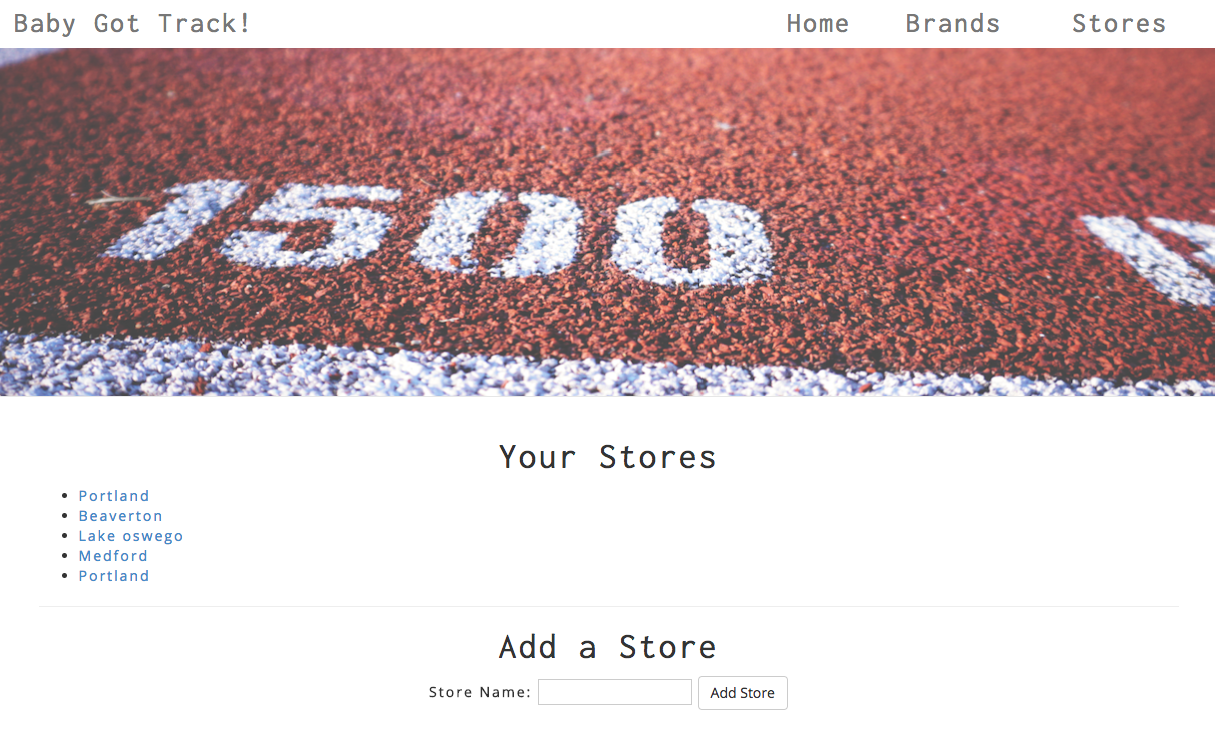 Baby Got Track! Home Brands Stores
1500
Your Stores
Portland
Beaverton
Lake oswego
Medford
Portland
Add a Store
Store Name: Add Store